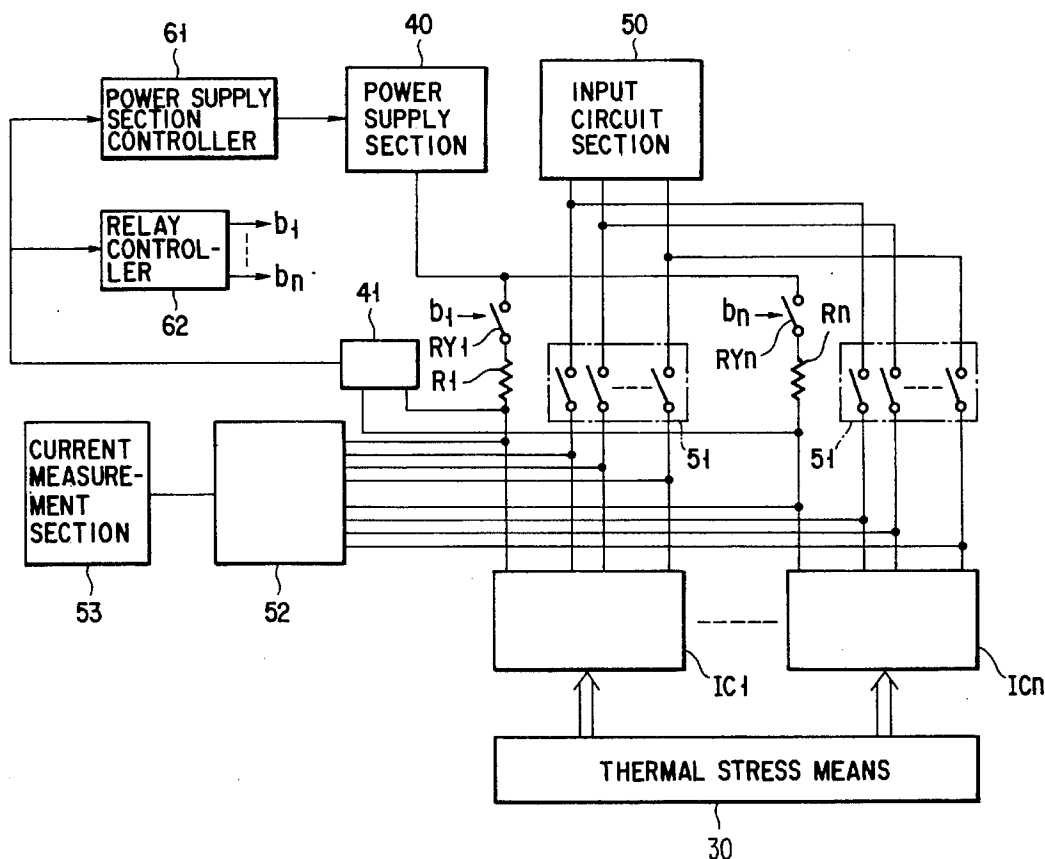 61
40
50
POWER SUPPLY
SECTION
CONTROLLER
POWER
SUPPLY
SECTION
INPUT
CIRCUIT
SECTION
RELAY
CONTROL-
LER
b1
bn
62
41
b1
RY1
R1
bn
Rn
RYn
51
51
CURRENT
MEASURE-
MENT
SECTION
53
52
IC1
ICn
THERMAL STRESS MEANS
30